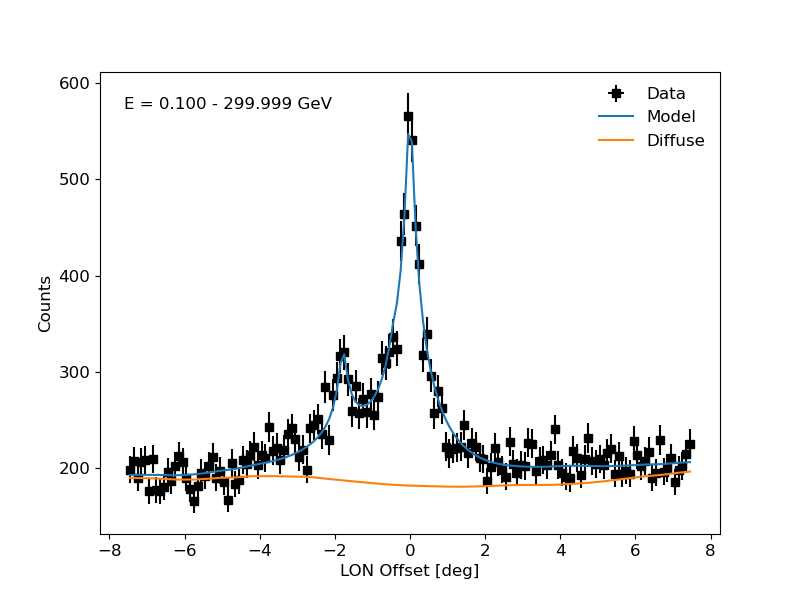 E = 0.100 - 299.999 GeV
Data
Model
Diffuse
600
500
400
300
200
Counts
−8 −6 −4 −2 0 2 4 6 8
LON Offset [deg]